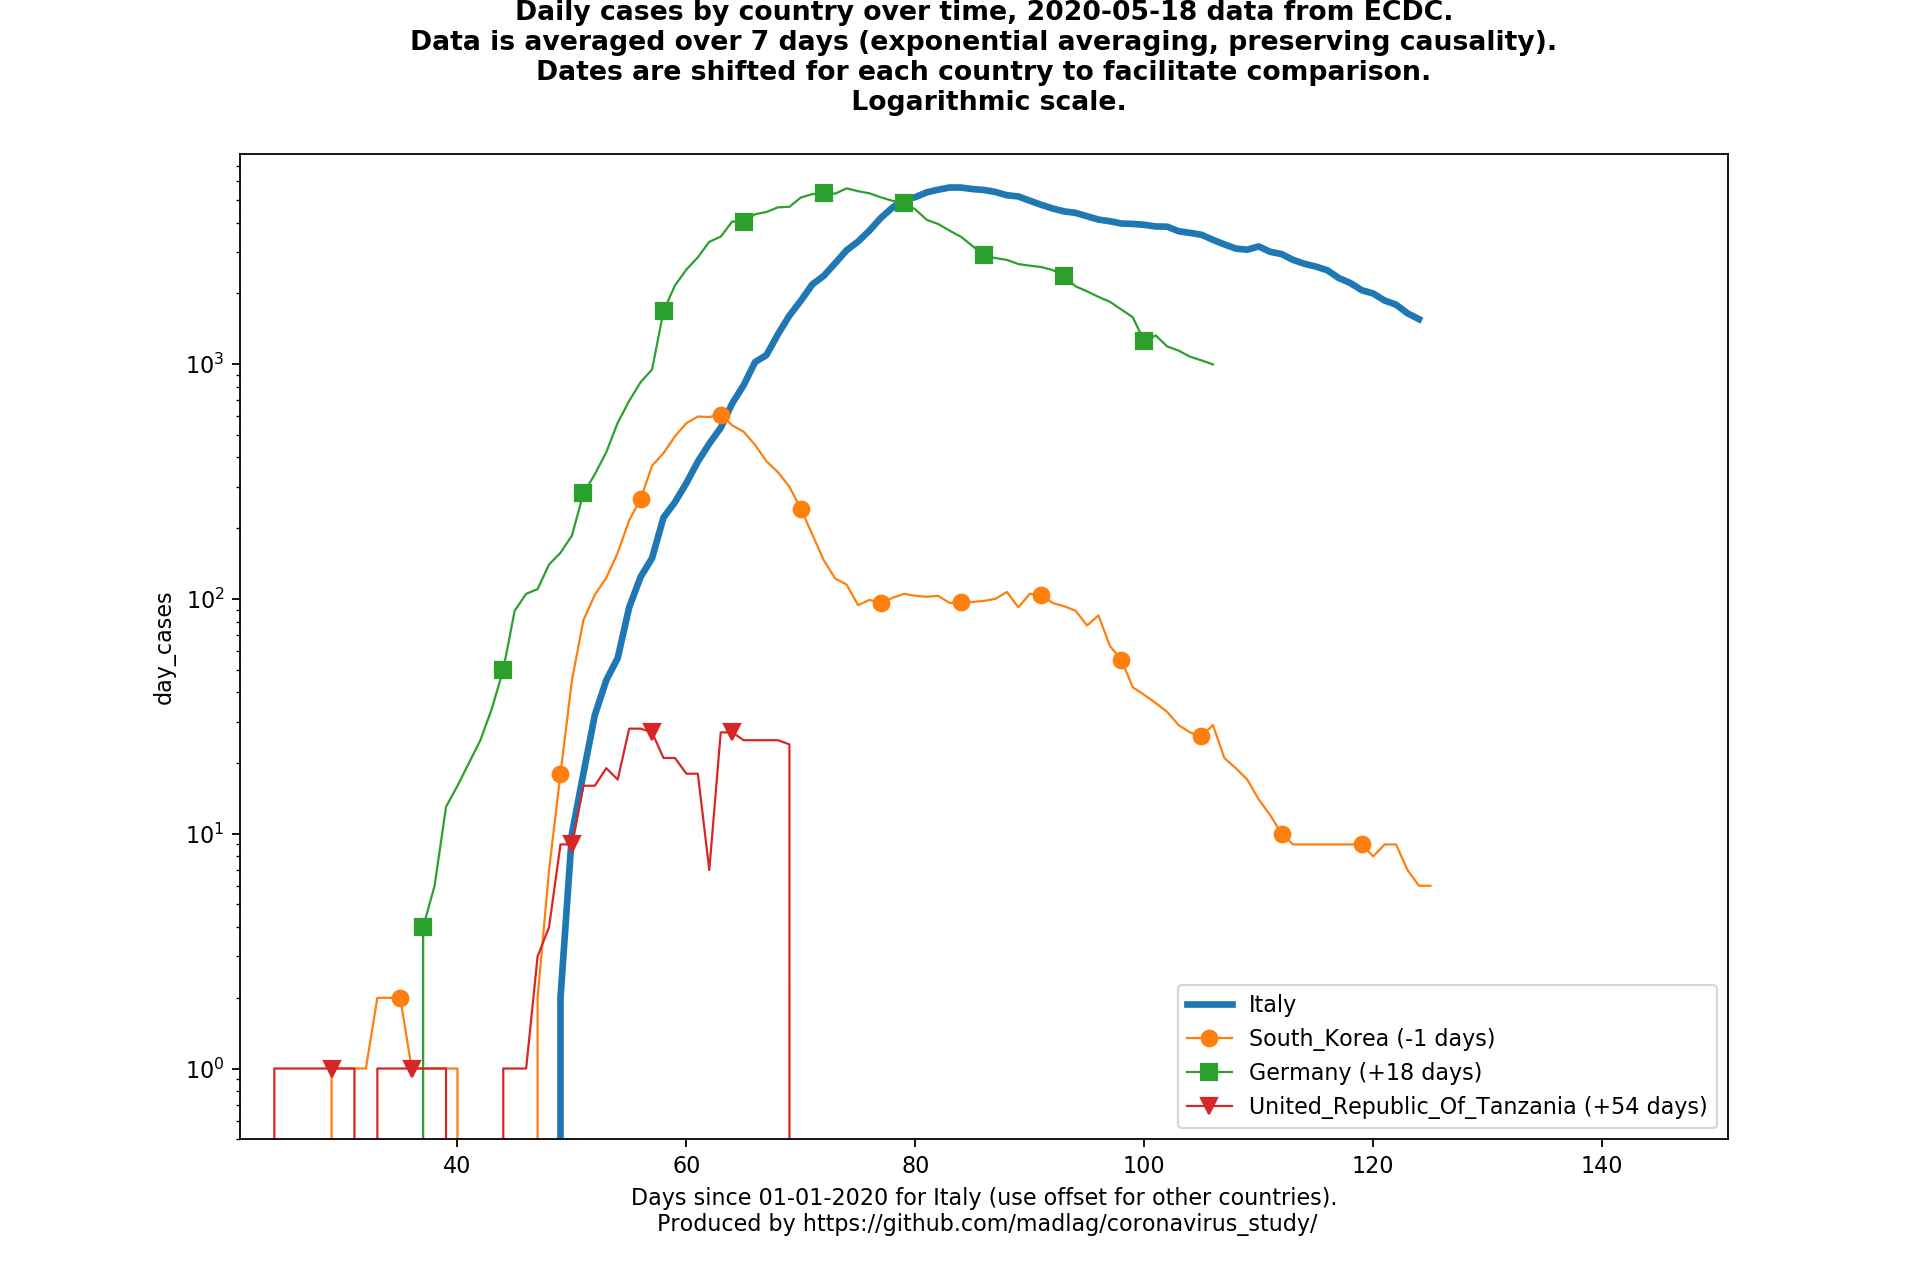 Daily cases by country over time, 2020-05-18 data from ECDC.
Data is averaged over 7 days (exponential averaging, preserving causality).
Dates are shifted for each country to facilitate comparison.
Logarithmic scale.
day_cases
10³
10²
10¹
10⁰
40 60 80 100 120 140
Italy
South_Korea (-1 days)
Germany (+18 days)
United_Republic_Of_Tanzania (+54 days)
Days since 01-01-2020 for Italy (use offset for other countries).
Produced by https://github.com/madlag/coronavirus_study/